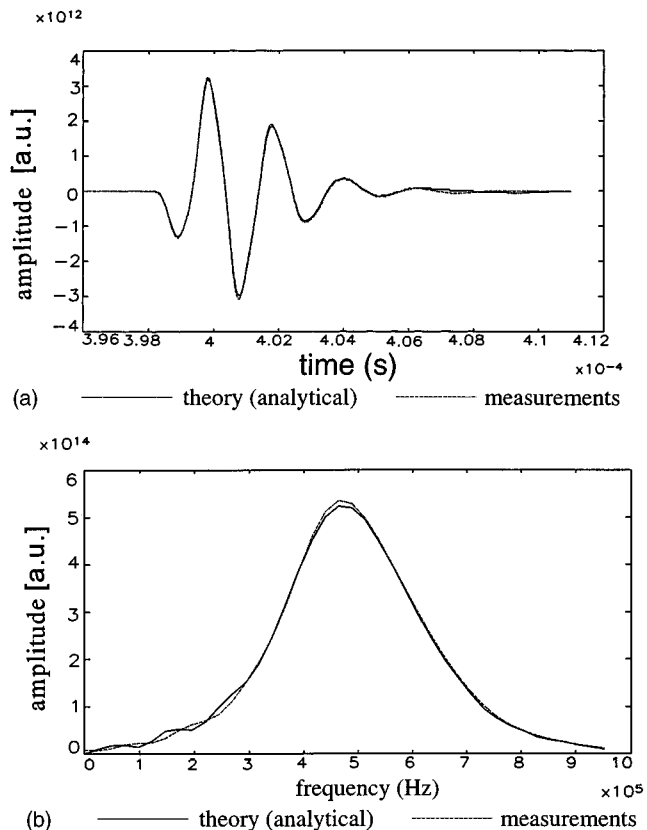 ×10¹²
4
3
2
1
0
−1
−2
−3
−4
amplitude [a.u.]
3.96 3.98 4 4.02 4.04 4.06 4.08 4.1 4.12
time (s)
×10⁻⁴
(a) theory (analytical) measurements
×10¹⁴
6
5
4
3
2
1
0
amplitude [a.u.]
0 1 2 3 4 5 6 7 8 9 10
frequency (Hz)
×10⁵
(b) theory (analytical) measurements